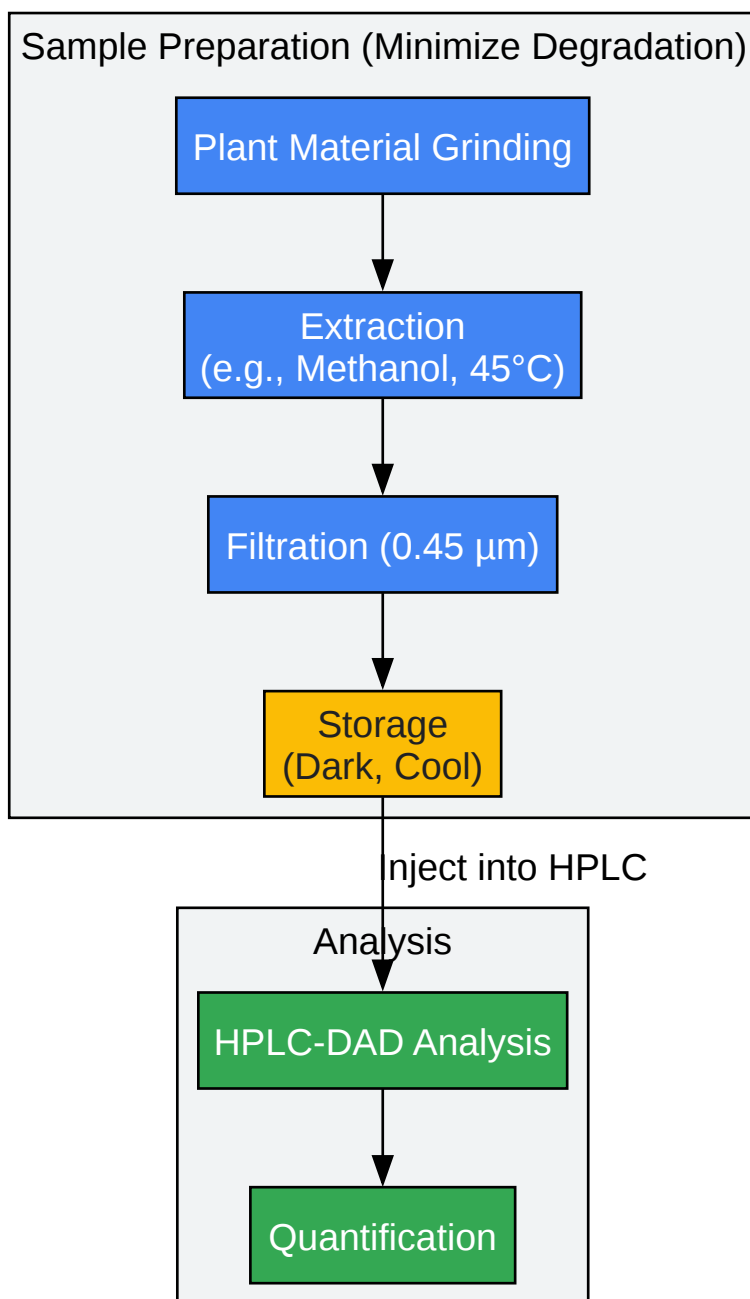 Sample Preparation (Minimize Degradation)
Plant Material Grinding
Extraction
(e.g., Methanol, 45°C)
Filtration (0.45 µm)
Storage
(Dark, Cool)
Inject into HPLC
Analysis
HPLC-DAD Analysis
Quantification